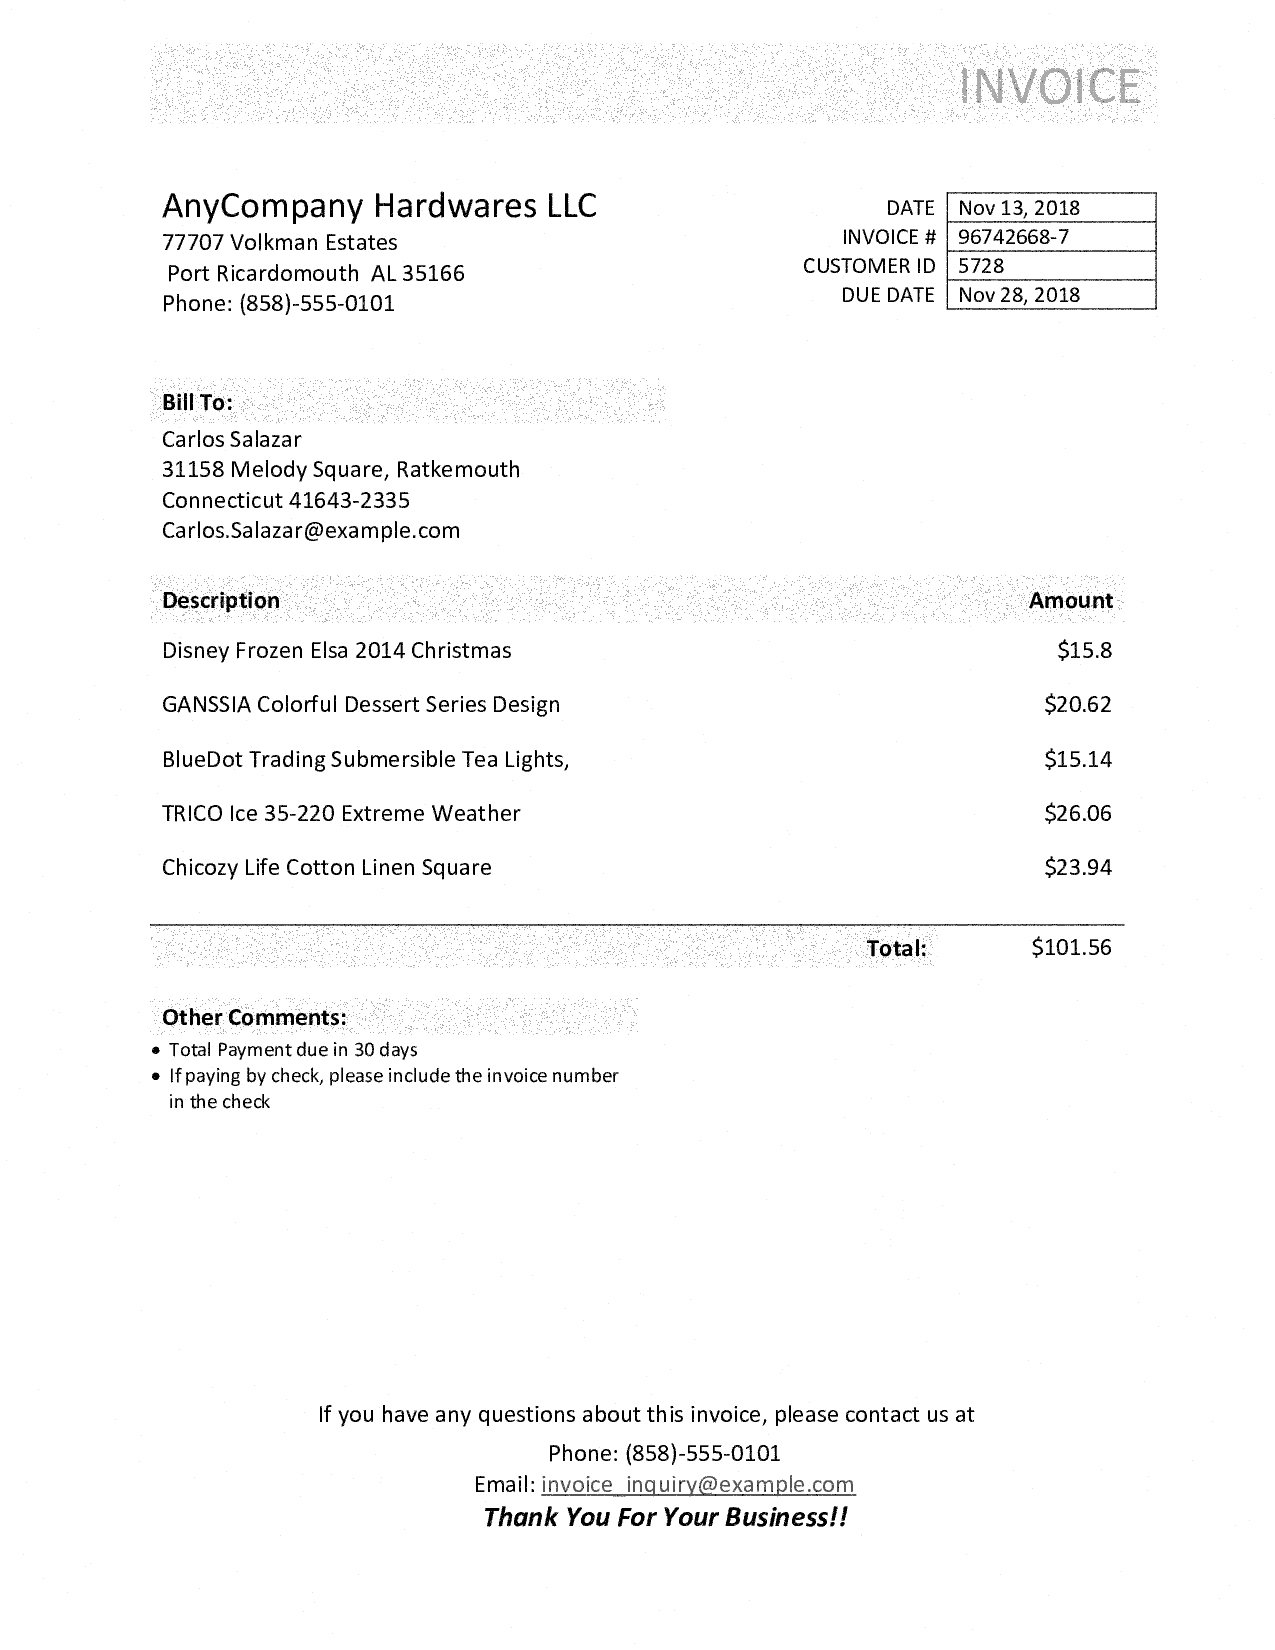 INVOICE
AnyCompany Hardwares LLC
77707 Volkman Estates
Port Ricardomouth AL 35166
Phone: (858)-555-0101
DATE Nov 13, 2018
INVOICE # 96742668-7
CUSTOMER ID 5728
DUE DATE Nov 28, 2018
Bill To:
Carlos Salazar
31158 Melody Square, Ratkemouth
Connecticut 41643-2335
Carlos.Salazar@example.com
Description Amount
Disney Frozen Elsa 2014 Christmas $15.8
GANSSIA Colorful Dessert Series Design $20.62
BlueDot Trading Submersible Tea Lights, $15.14
TRICO Ice 35-220 Extreme Weather $26.06
Chicozy Life Cotton Linen Square $23.94
Total: $101.56
Other Comments:
• Total Payment due in 30 days
• If paying by check, please include the invoice number
in the check
If you have any questions about this invoice, please contact us at
Phone: (858)-555-0101
Email: invoice_inquiry@example.com
Thank You For Your Business!!